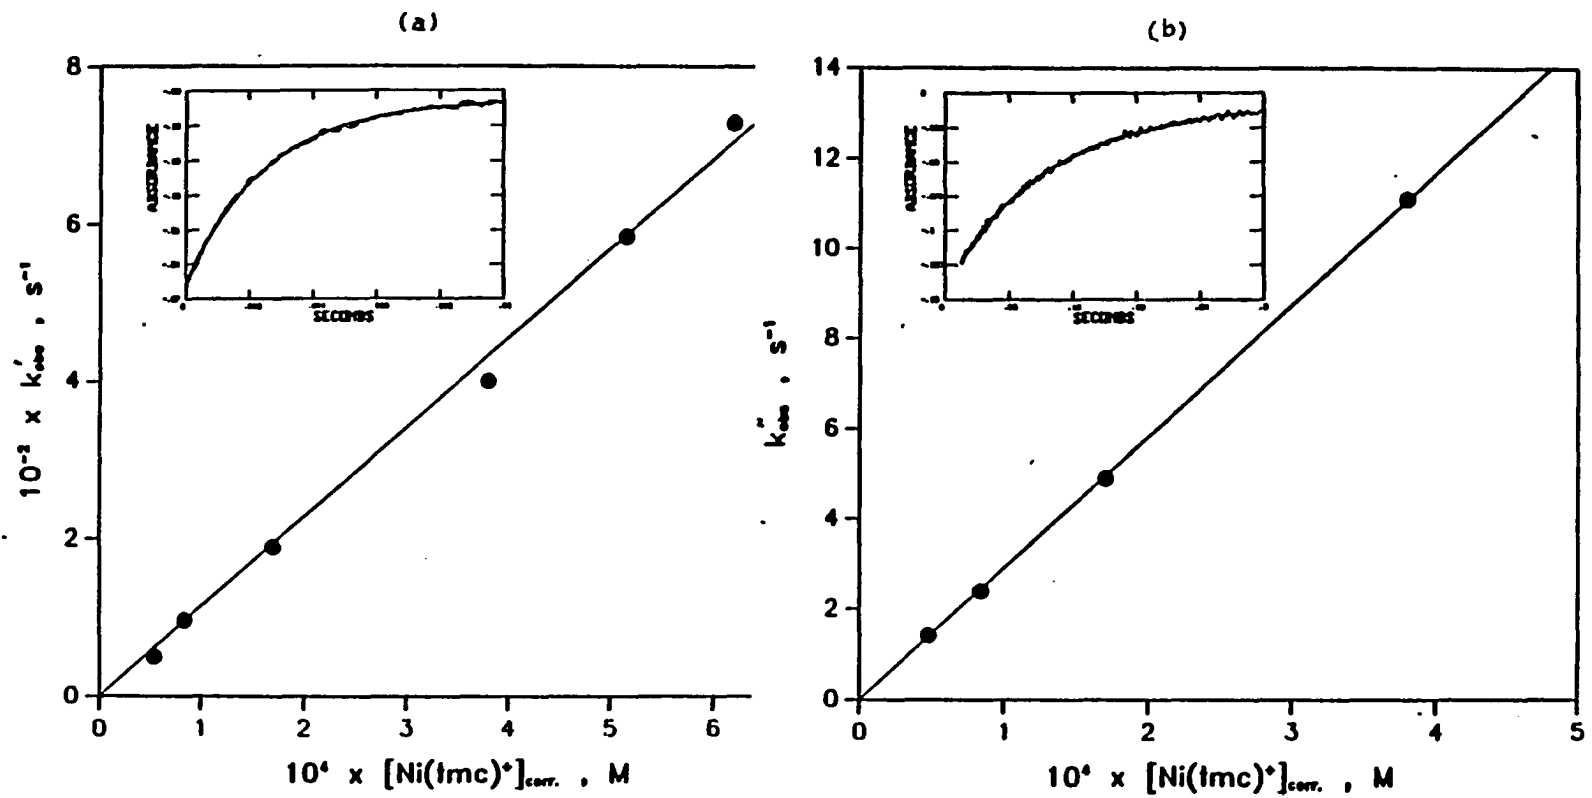 (a)
8
6
4
2
0
10⁻² x k'obs , s⁻¹
ABSORBANCE
SECONDS
0 1 2 3 4 5 6
10⁴ x [Ni(tmc)⁺]corr. , M
(b)
14
12
10
8
6
4
2
0
k"obs , s⁻¹
ABSORBANCE
0
SECONDS
0 1 2 3 4 5
10⁴ x [Ni(tmc)⁺]corr. , M